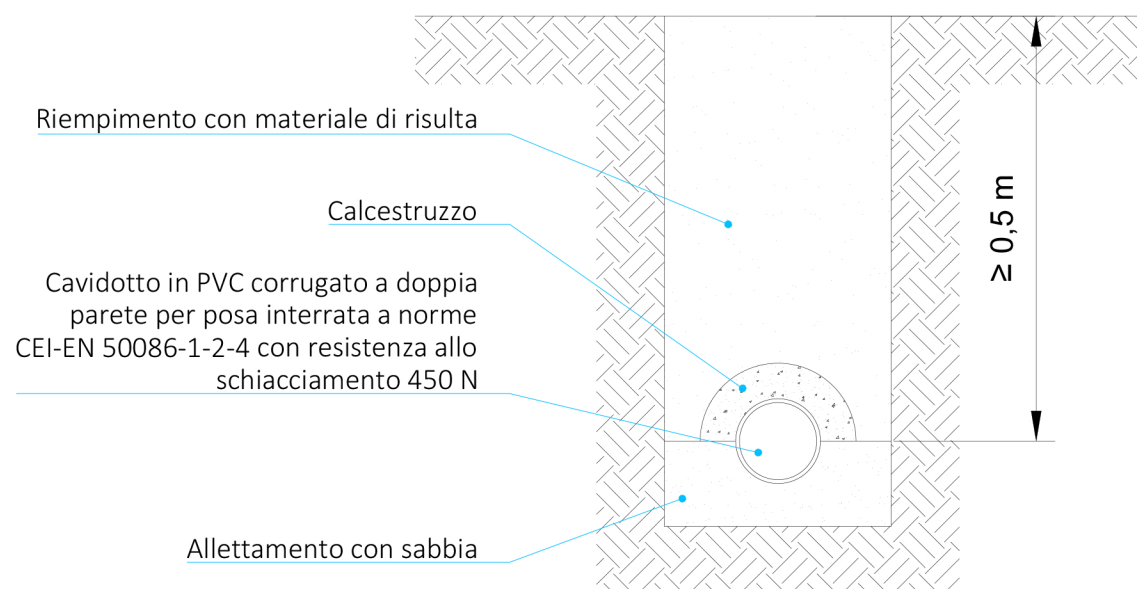 Riempimento con materiale di risulta
Calcestruzzo
Cavidotto in PVC corrugato a doppia
parete per posa interrata a norme
CEI-EN 50086-1-2-4 con resistenza allo
schiacciamento 450 N
Allettamento con sabbia
≥ 0,5 m